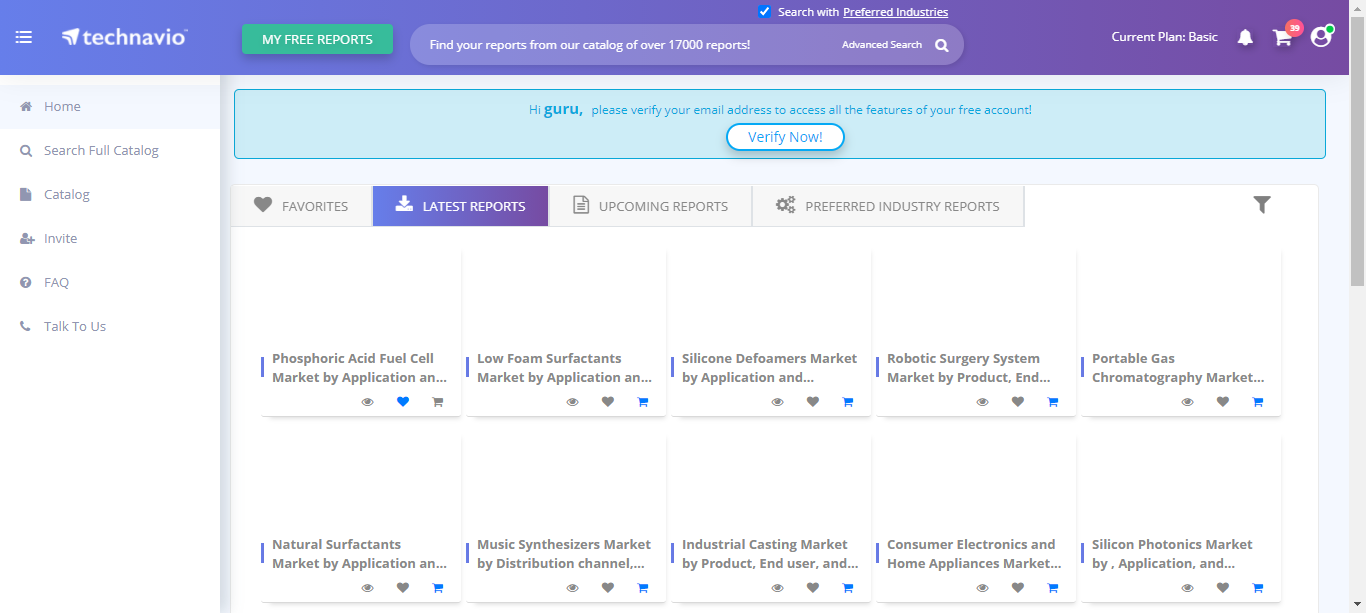 Search with Preferred Industries
technavio
MY FREE REPORTS
Find your reports from our catalog of over 17000 reports!
Advanced Search
Current Plan: Basic
39
Home
Search Full Catalog
Catalog
Invite
FAQ
Talk To Us
Hi guru, please verify your email address to access all the features of your free account!
Verify Now!
FAVORITES
LATEST REPORTS
UPCOMING REPORTS
PREFERRED INDUSTRY REPORTS
Phosphoric Acid Fuel Cell
Market by Application an...
Low Foam Surfactants
Market by Application an...
Silicone Defoamers Market
by Application and...
Robotic Surgery System
Market by Product, End...
Portable Gas
Chromatography Market...
Natural Surfactants
Market by Application an...
Music Synthesizers Market
by Distribution channel,...
Industrial Casting Market
by Product, End user, and...
Consumer Electronics and
Home Appliances Market...
Silicon Photonics Market
by , Application, and...